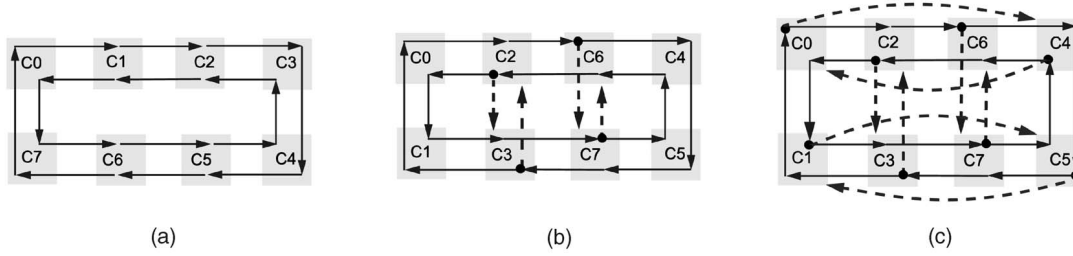 C0 C1 C2 C3
C7 C6 C5 C4
(a)
C0 C2 C6 C4
C1 C3 C7 C5
(b)
C0 C2 C6 C4
C1 C3 C7 C5
(c)